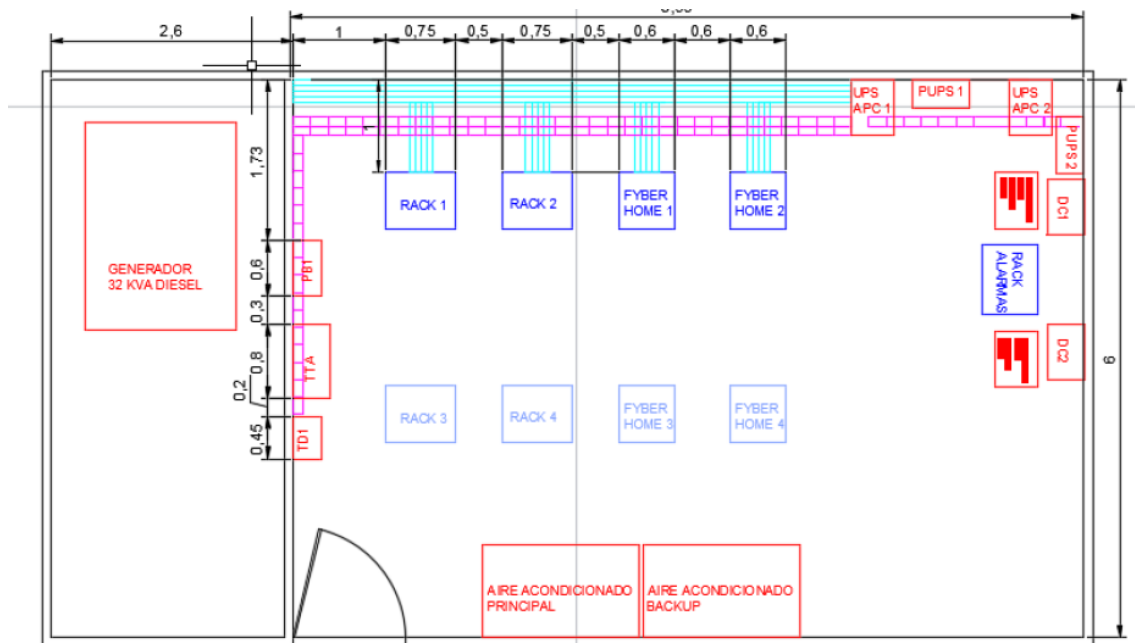 2,6
1
0,75
0,5
0,75
0,5
0,6
0,6
0,6
UPS
APC 1
PUPS 1
UPS
APC 2
PUPS 2
1
1,73
RACK 1
RACK 2
FYBER
HOME 1
FYBER
HOME 2
DC1
GENERADOR
32 KVA DIESEL
0,6
PB1
RACK
ALARMAS
0,3
0,8
TTA
DC2
6
0,2
RACK 3
RACK 4
FYBER
HOME 3
FYBER
HOME 4
0,45
TD1
AIRE ACONDICIONADO
PRINCIPAL
AIRE ACONDICIONADO
BACKUP